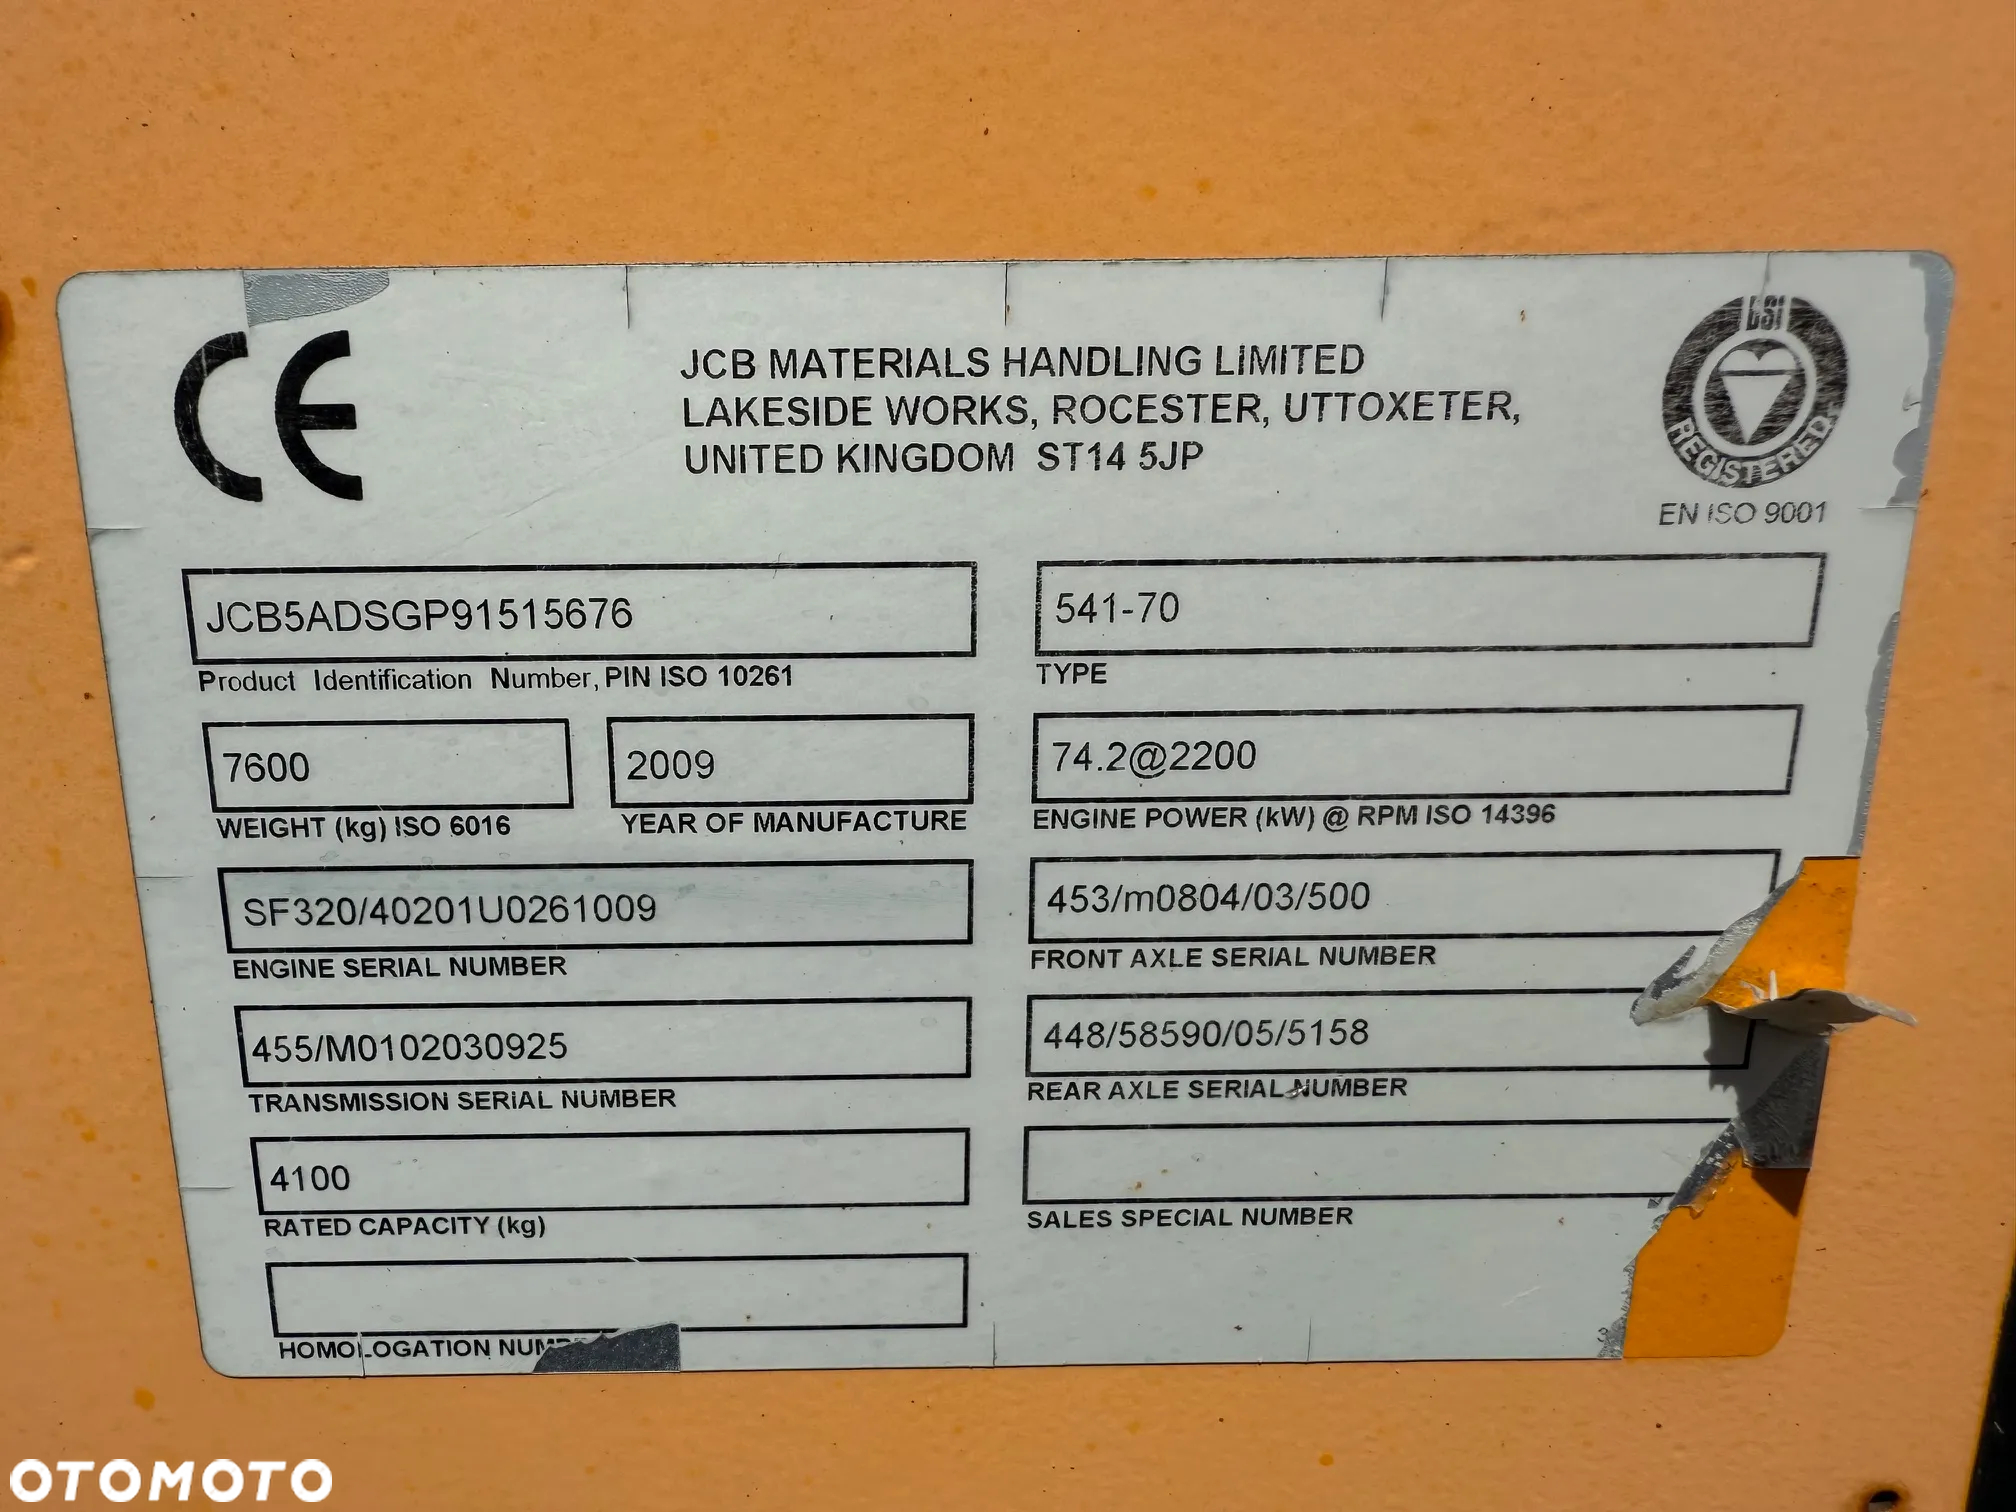 CE
JCB MATERIALS HANDLING LIMITED
LAKESIDE WORKS, ROCESTER, UTTOXETER,
UNITED KINGDOM ST14 5JP
BSI
REGISTERED
EN ISO 9001
JCB5ADSGP91515676
Product Identification Number, PIN ISO 10261
541-70
TYPE
7600
WEIGHT (kg) ISO 6016
2009
YEAR OF MANUFACTURE
74.2@2200
ENGINE POWER (kW) @ RPM ISO 14396
SF320/40201U0261009
ENGINE SERIAL NUMBER
453/m0804/03/500
FRONT AXLE SERIAL NUMBER
455/M0102030925
TRANSMISSION SERIAL NUMBER
448/58590/05/5158
REAR AXLE SERIAL NUMBER
4100
RATED CAPACITY (kg)
SALES SPECIAL NUMBER
HOMOLOGATION
OTOMOTO